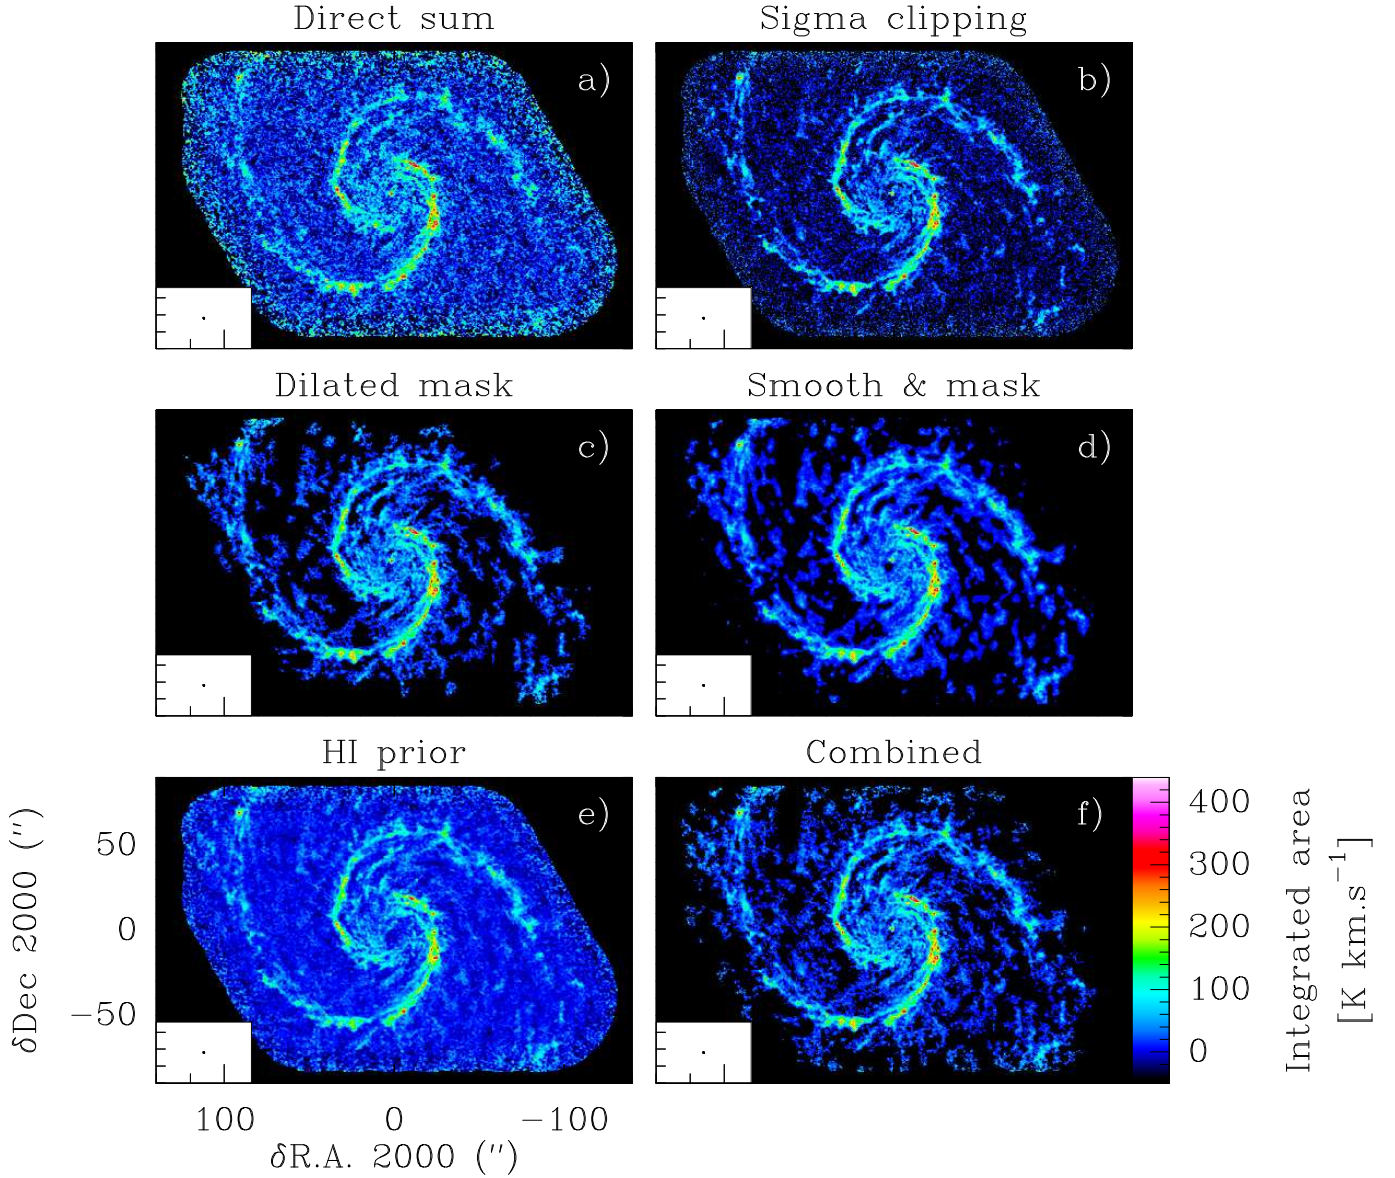 Direct sum
Sigma clipping
a)
b)
Dilated mask
Smooth & mask
c)
d)
HI prior
Combined
e)
f)
50
0
−50
δDec 2000 (″)
100
0
−100
δR.A. 2000 (″)
400
300
200
100
0
Integrated area
[K km.s⁻¹]